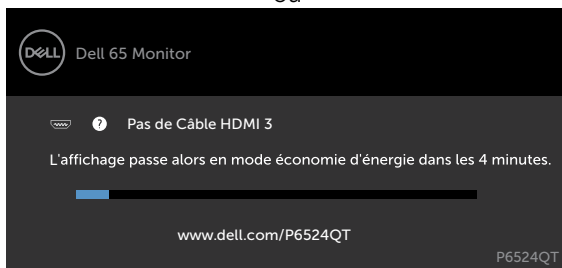 ou
DELL Dell 65 Monitor
? Pas de Câble HDMI 3
L'affichage passe alors en mode économie d'énergie dans les 4 minutes.
www.dell.com/P6524QT
P6524QT